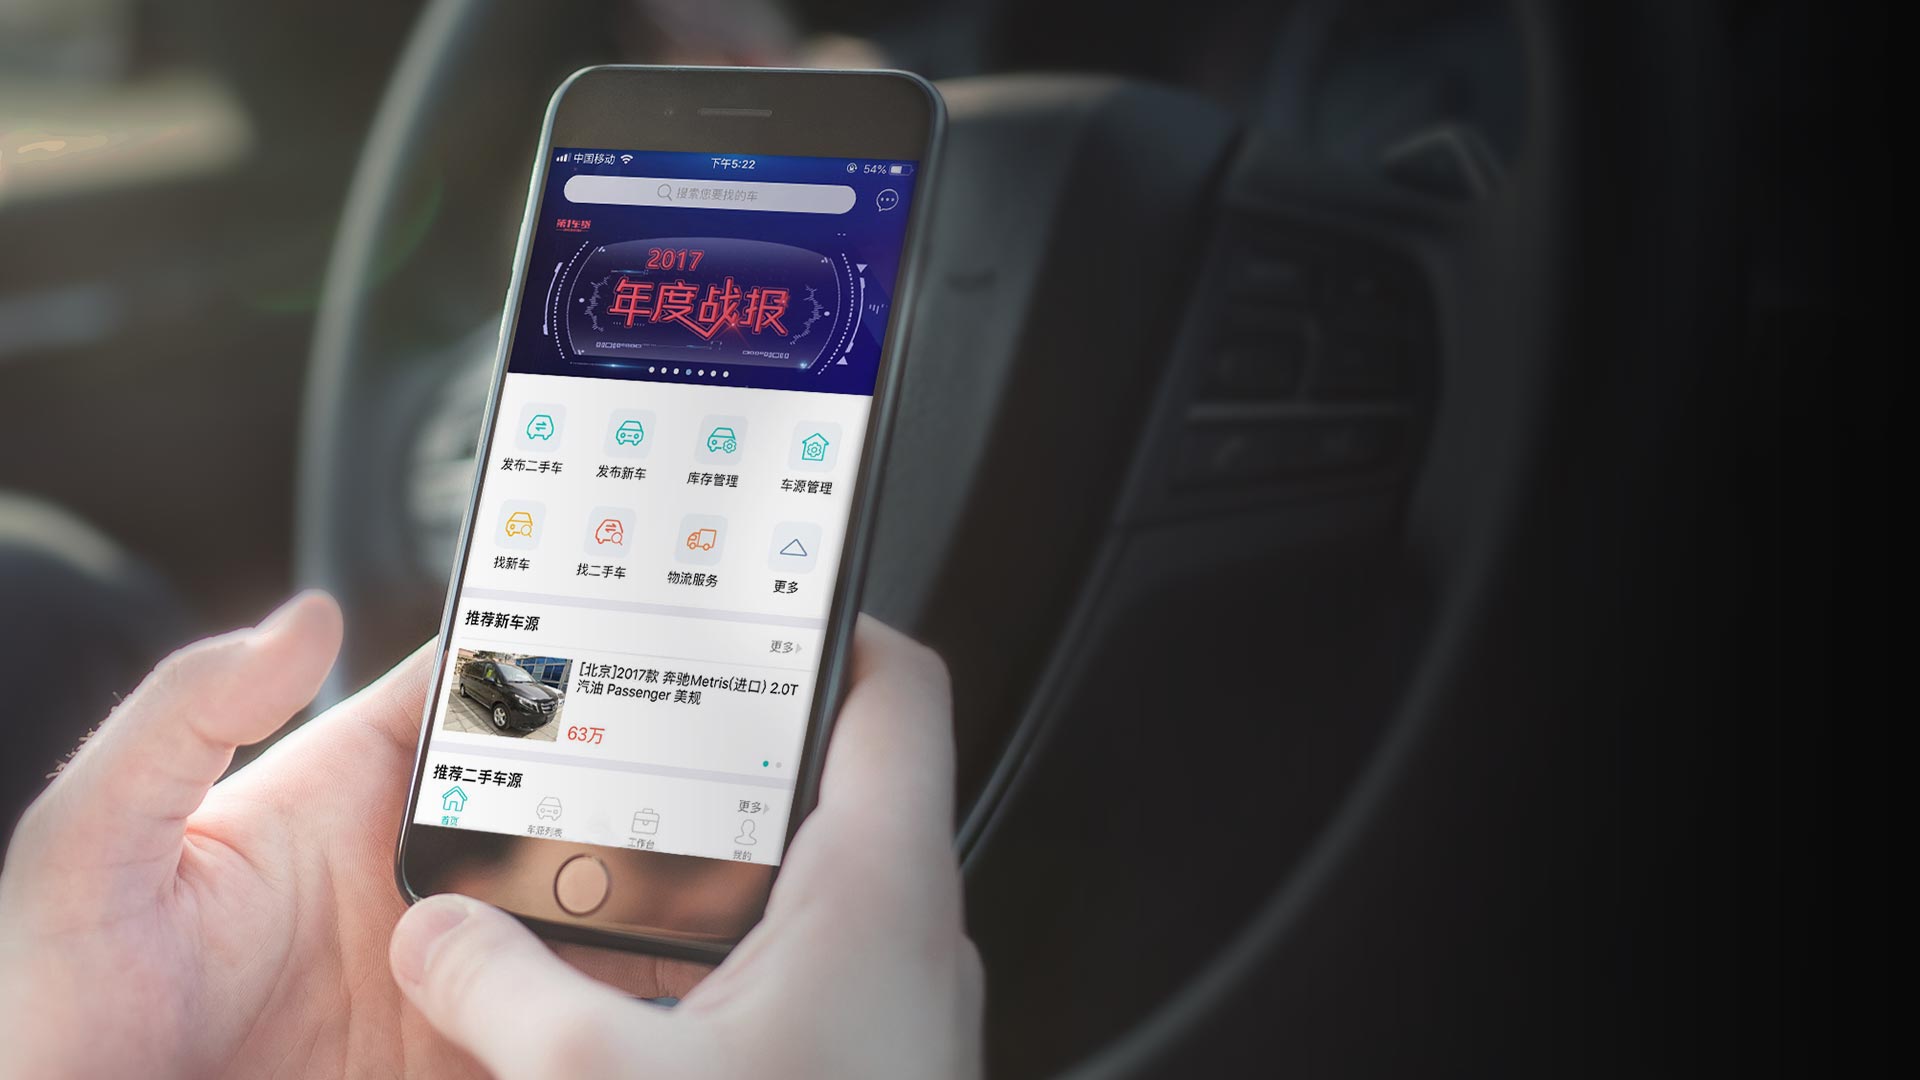 中国移动
下午5:22
54%
搜索您要找的车
第1车贷
2017
年度战报
发布二手车
发布新车
库存管理
车源管理
找新车
找二手车
物流服务
更多
推荐新车源
更多
[北京]2017款 奔驰Metris(进口) 2.0T
汽油 Passenger 美规
63万
推荐二手车源
更多
首页
车源列表
工作台
我的